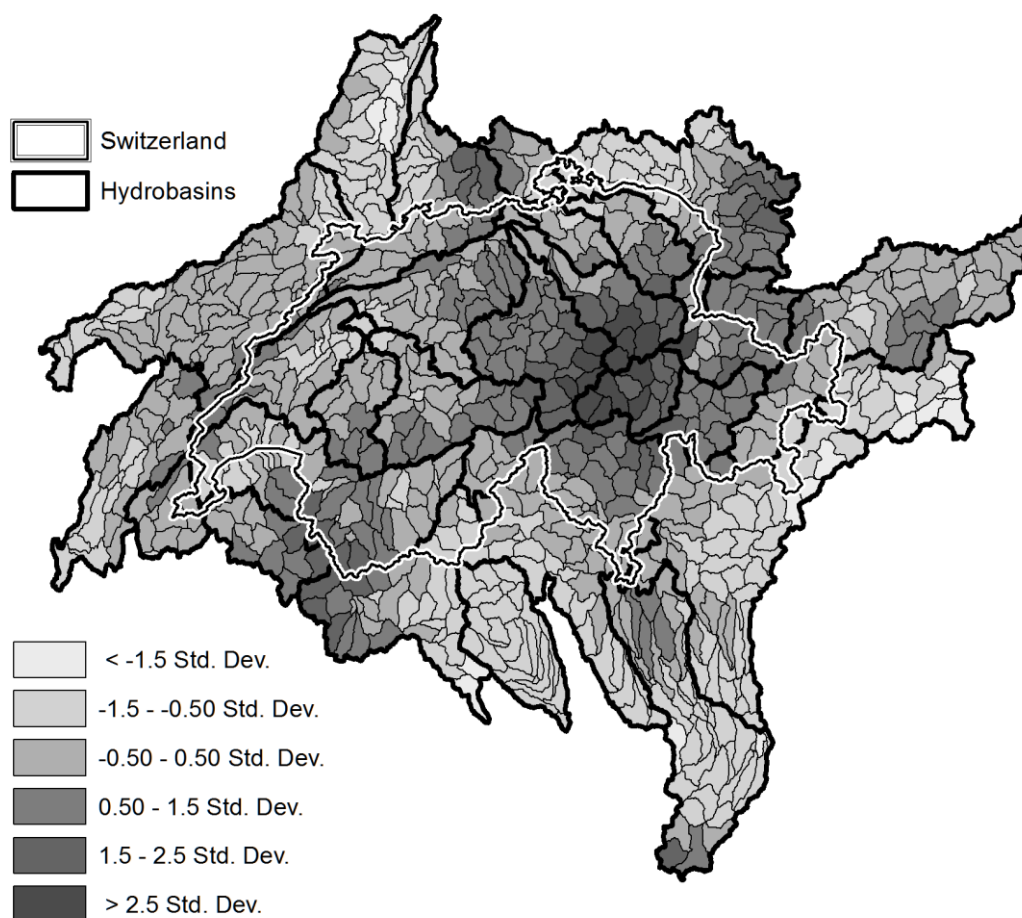 Switzerland
Hydrobasins
< -1.5 Std. Dev.
-1.5 - -0.50 Std. Dev.
-0.50 - 0.50 Std. Dev.
0.50 - 1.5 Std. Dev.
1.5 - 2.5 Std. Dev.
> 2.5 Std. Dev.